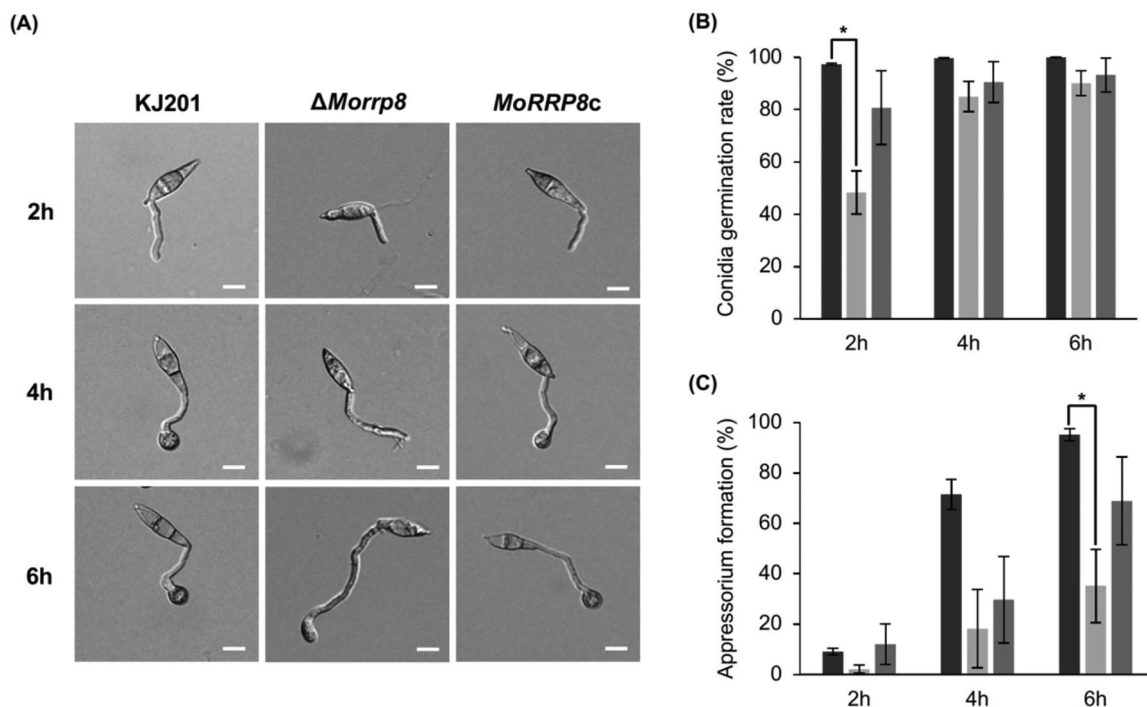 (A)
KJ201
ΔMorrp8
MoRRP8c
2h
4h
6h
(B)
*
Conidia germination rate (%)
100
80
60
40
20
0
2h
4h
6h
(C)
*
Appressorium formation (%)
100
80
60
40
20
0
2h
4h
6h